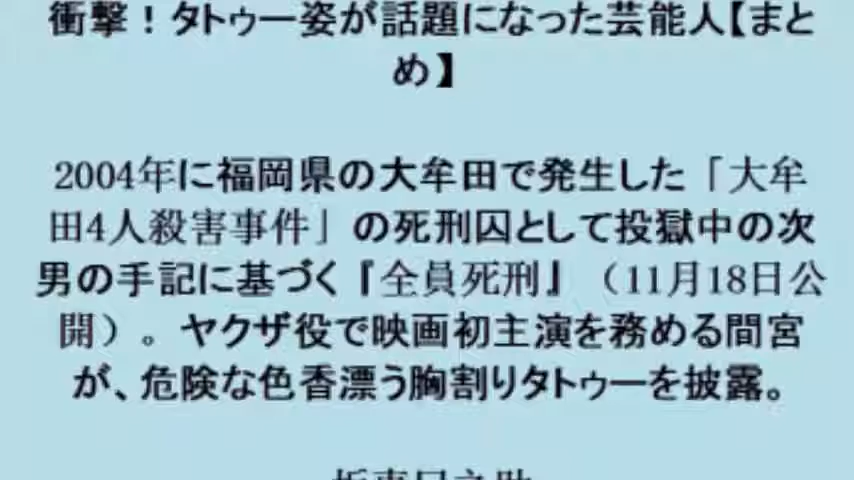 衝撃！タトゥー姿が話題になった芸能人【まと
め】
2004年に福岡県の大牟田で発生した「大牟
田4人殺害事件」の死刑囚として投獄中の次
男の手記に基づく『全員死刑』（11月18日公
開）。ヤクザ役で映画初主演を務める間宮
が、危険な色香漂う胸割りタトゥーを披露。